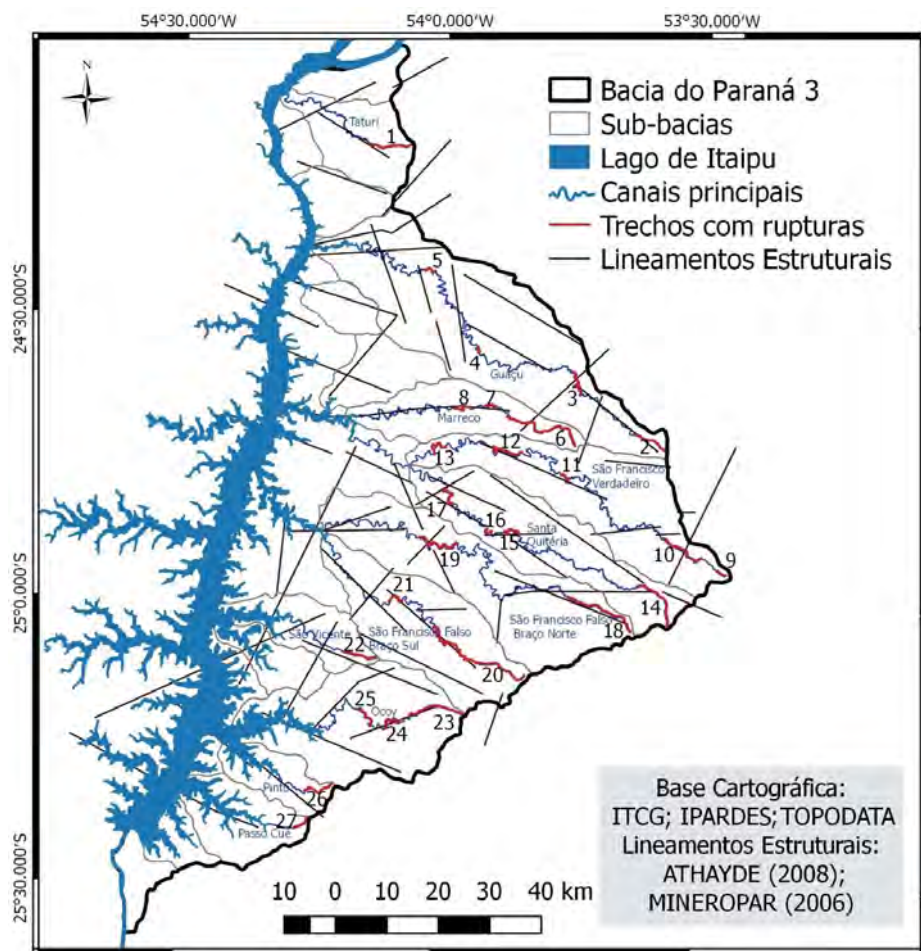 54°30.000'W 54°0.000'W 53°30.000'W
N
Bacia do Paraná 3
Sub-bacias
Lago de Itaipu
Canais principais
Trechos com rupturas
Lineamentos Estruturais
Taturi
1
5
24°30.000'S
4
Guaçu
3
8
7
Marreco
6
2
12
13
11
São Francisco
Verdadeiro
17
16
Santa
Quitéria
15
19
10
9
25°0.000'S
21
14
São Francisco Falso
Braço Norte
18
São Vicente
22
São Francisco Falso
Braço Sul
20
25
Ocoy
23
24
Pinto
26
27
Passo Cuê
Base Cartográfica:
ITCG; IPARDES; TOPODATA
Lineamentos Estruturais:
ATHAYDE (2008);
MINEROPAR (2006)
25°30.000'S
10 0 10 20 30 40 km